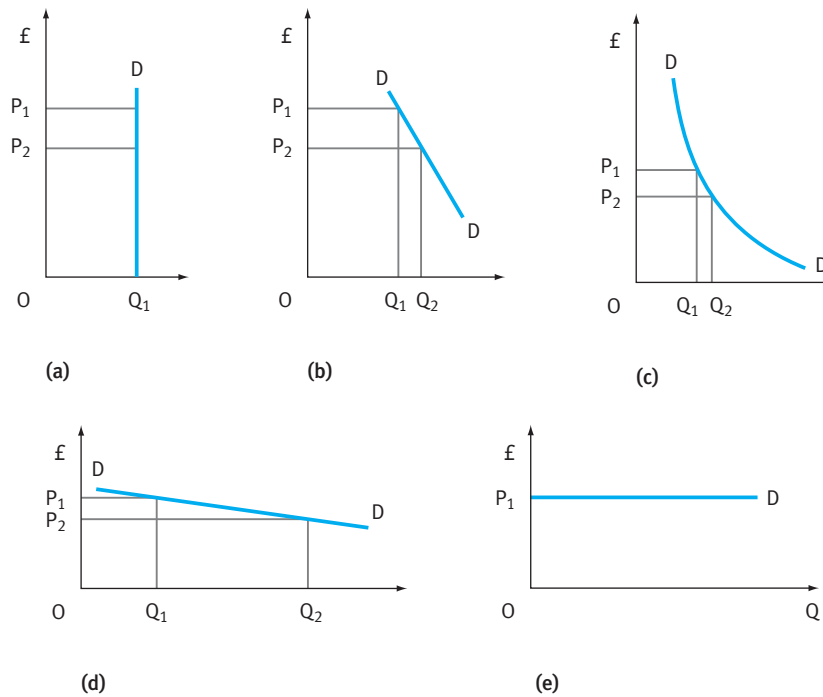 £
D
P₁
P₂
O
Q₁
(a)
£
D
P₁
P₂
D
O
Q₁ Q₂
(b)
£
D
P₁
P₂
D
O
Q₁ Q₂
(c)
£
D
P₁
P₂
D
O
Q₁
Q₂
(d)
£
P₁
D
O
Q
(e)